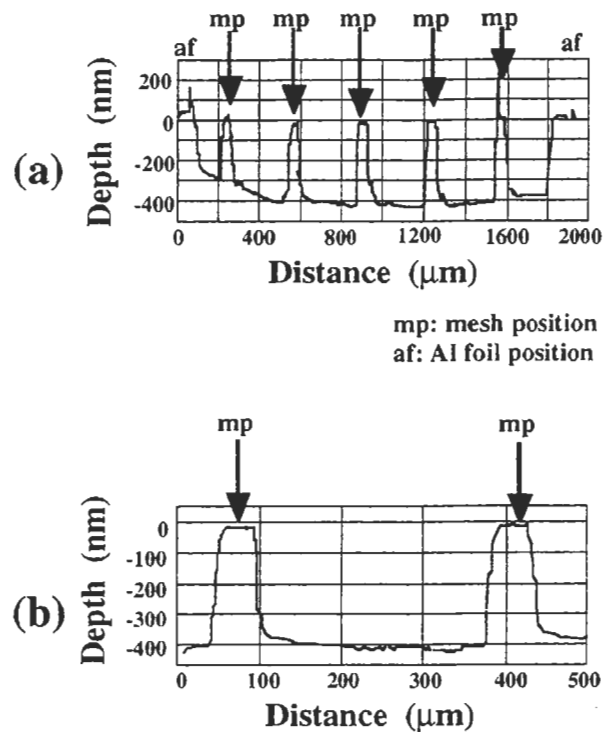 mp mp mp mp mp
af af
200
0
-200
-400
Depth (nm)
(a)
0 400 800 1200 1600 2000
Distance (μm)
mp: mesh position
af: Al foil position
mp mp
0
-100
-200
-300
-400
Depth (nm)
(b)
0 100 200 300 400 500
Distance (μm)